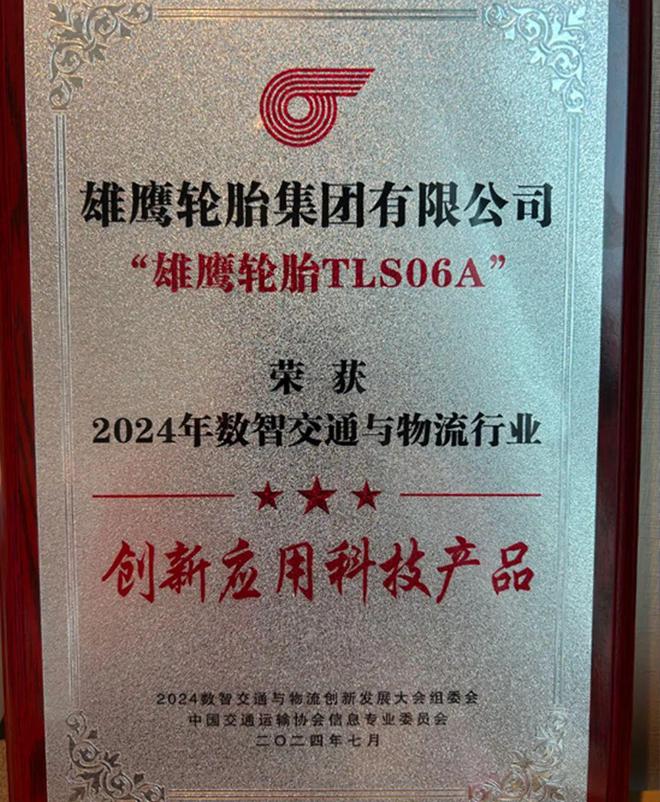 雄鹰轮胎集团有限公司
“雄鹰轮胎TLS06A”
荣 获
2024年数智交通与物流行业
创新应用科技产品
2024数智交通与物流创新发展大会组委会
中国交通运输协会信息专业委员会
二〇二四年七月